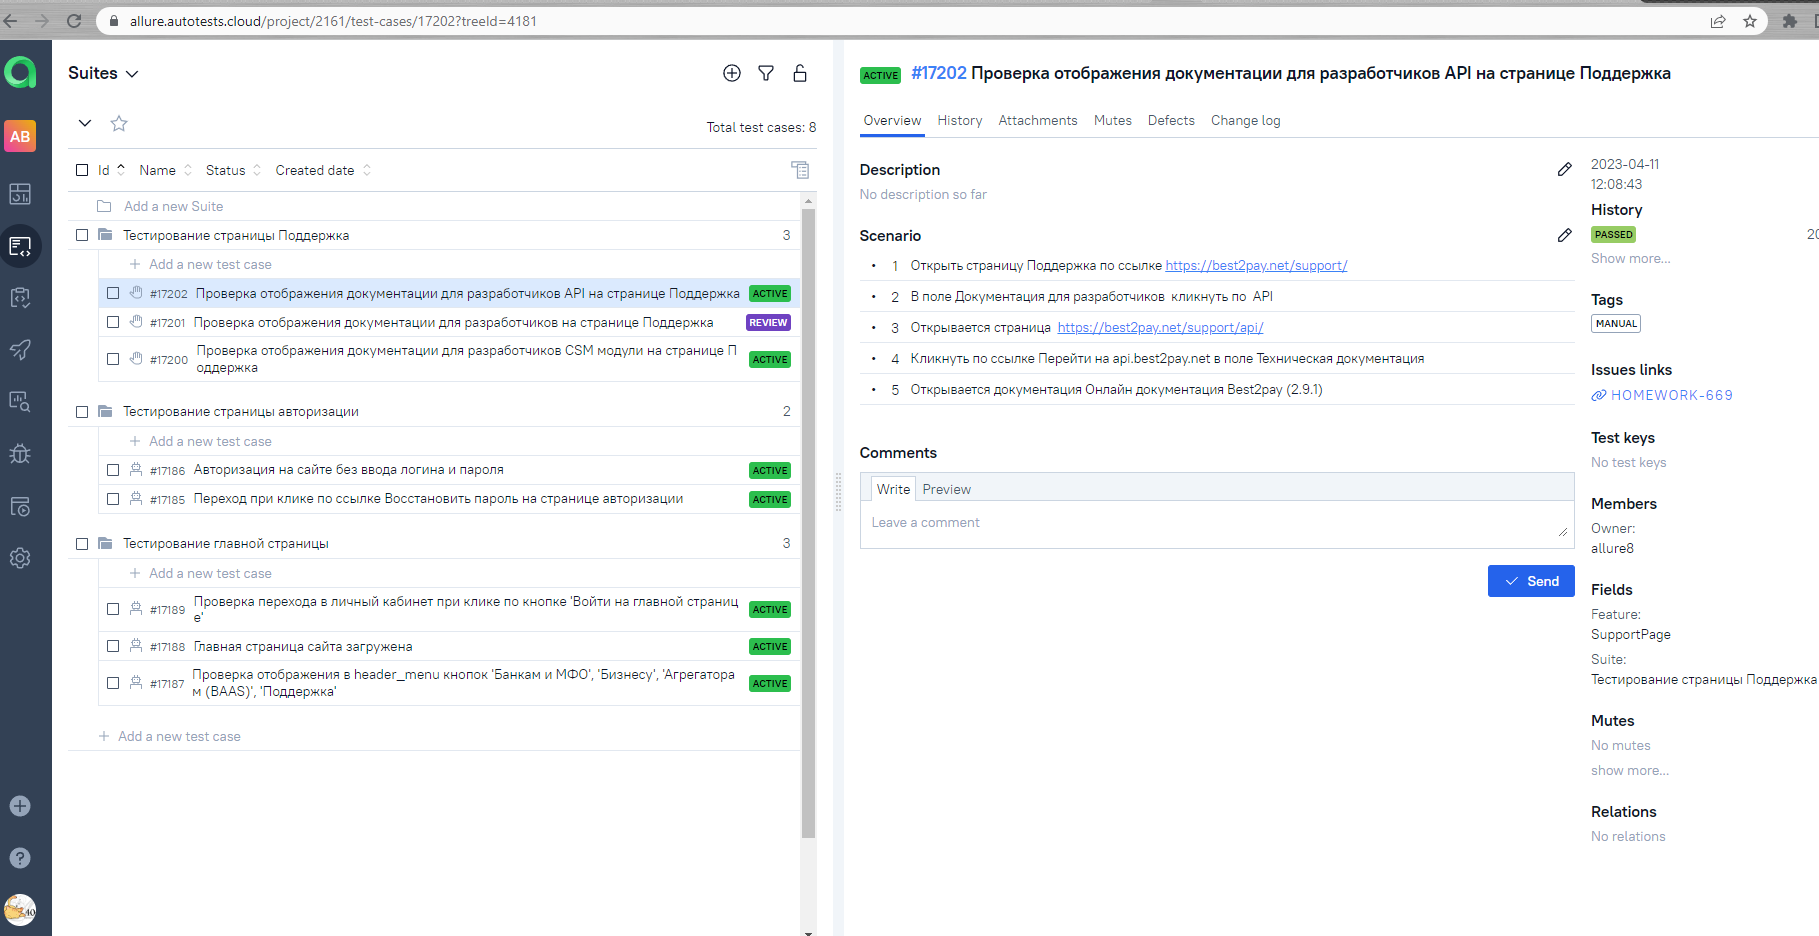 allure.autotests.cloud/project/2161/test-cases/17202?treeId=4181
AB
40
Suites
Total test cases: 8
Id Name Status Created date
Add a new Suite
Тестирование страницы Поддержка 3
Add a new test case
#17202 Проверка отображения документации для разработчиков API на странице Поддержка ACTIVE
#17201 Проверка отображения документации для разработчиков на странице Поддержка REVIEW
#17200 Проверка отображения документации для разработчиков CSM модули на странице П
оддержка ACTIVE
Тестирование страницы авторизации 2
Add a new test case
#17186 Авторизация на сайте без ввода логина и пароля ACTIVE
#17185 Переход при клике по ссылке Восстановить пароль на странице авторизации ACTIVE
Тестирование главной страницы 3
Add a new test case
#17189 Проверка перехода в личный кабинет при клике по кнопке 'Войти на главной страниц
е' ACTIVE
#17188 Главная страница сайта загружена ACTIVE
#17187 Проверка отображения в header_menu кнопок 'Банкам и МФО', 'Бизнесу', 'Агрегатора
м (BAAS)', 'Поддержка' ACTIVE
Add a new test case
ACTIVE #17202 Проверка отображения документации для разработчиков API на странице Поддержка
Overview History Attachments Mutes Defects Change log
Description
No description so far
Scenario
1 Открыть страницу Поддержка по ссылке https://best2pay.net/support/
2 В поле Документация для разработчиков кликнуть по API
3 Открывается страница https://best2pay.net/support/api/
4 Кликнуть по ссылке Перейти на api.best2pay.net в поле Техническая документация
5 Открывается документация Онлайн документация Best2pay (2.9.1)
Comments
Write Preview
Leave a comment
Send
2023-04-11
12:08:43
History
PASSED 20
Show more...
Tags
MANUAL
Issues links
HOMEWORK-669
Test keys
No test keys
Members
Owner:
allure8
Fields
Feature:
SupportPage
Suite:
Тестирование страницы Поддержка
Mutes
No mutes
show more...
Relations
No relations